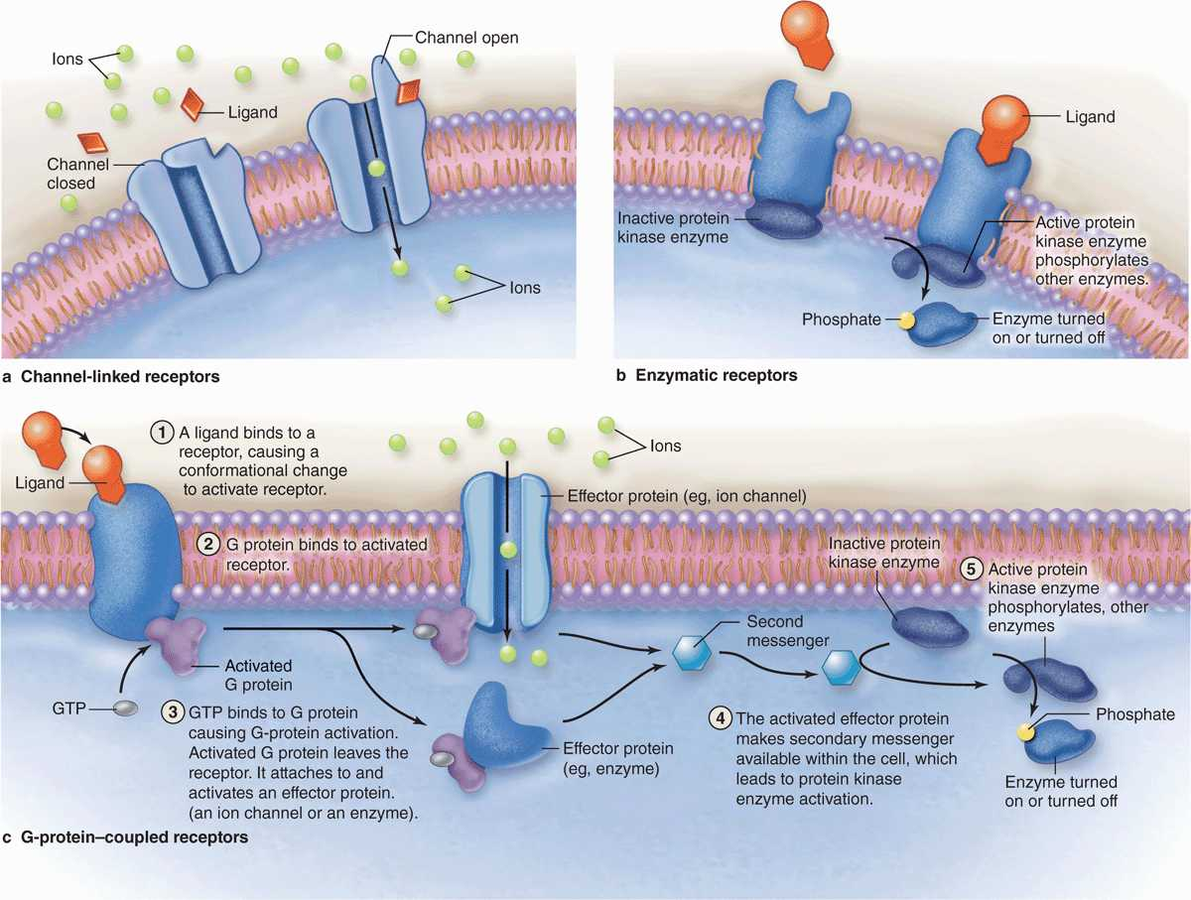 Ions
Channel open
Ligand
Channel
closed
Ions
a Channel-linked receptors
Ligand
Inactive protein
kinase enzyme
Active protein
kinase enzyme
phosphorylates
other enzymes.
Phosphate
Enzyme turned
on or turned off
b Enzymatic receptors
1 A ligand binds to a
receptor, causing a
conformational change
to activate receptor.
Ligand
Ions
Effector protein (eg, ion channel)
2 G protein binds to activated
receptor.
Inactive protein
kinase enzyme
5 Active protein
kinase enzyme
phosphorylates, other
enzymes
Second
messenger
Activated
G protein
GTP
3 GTP binds to G protein
causing G-protein activation.
Activated G protein leaves the
receptor. It attaches to and
activates an effector protein.
(an ion channel or an enzyme).
Effector protein
(eg, enzyme)
4 The activated effector protein
makes secondary messenger
available within the cell, which
leads to protein kinase
enzyme activation.
Phosphate
Enzyme turned
on or turned off
c G-protein–coupled receptors